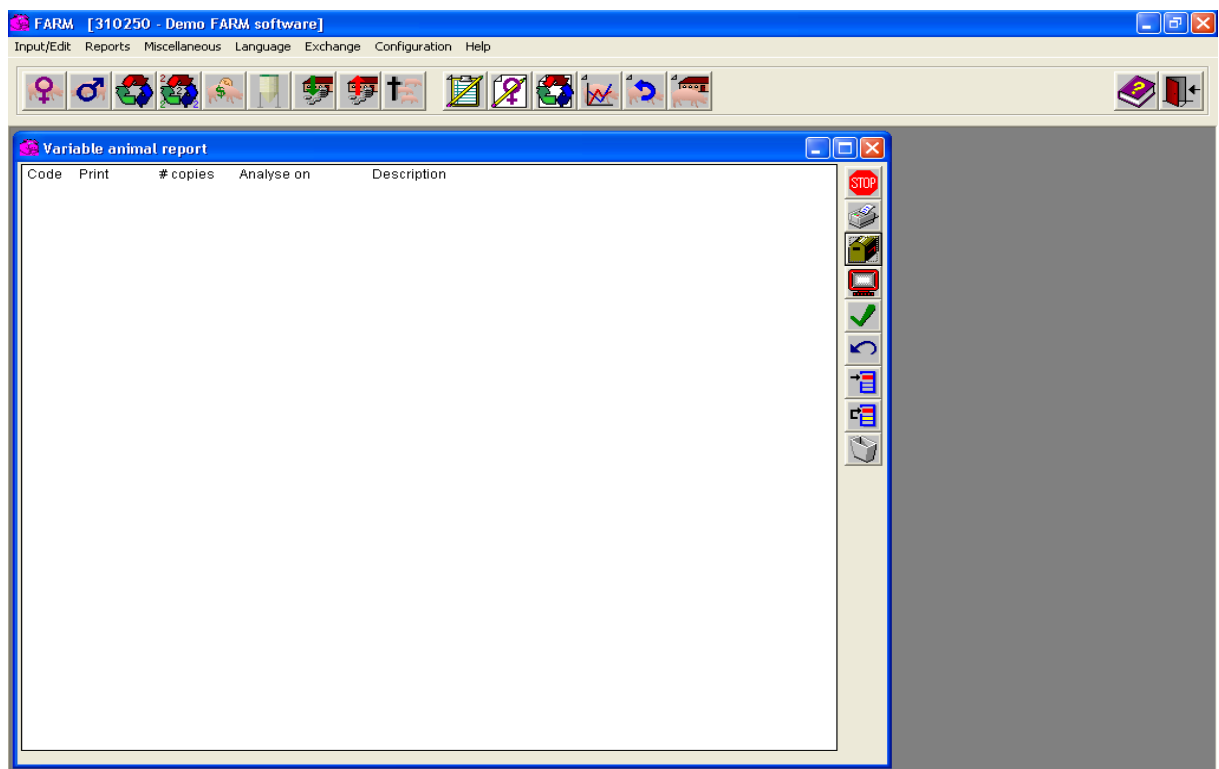 FARM [310250 - Demo FARM software]
Input/Edit Reports Miscellaneous Language Exchange Configuration Help
Variable animal report
Code Print # copies Analyse on Description
STOP